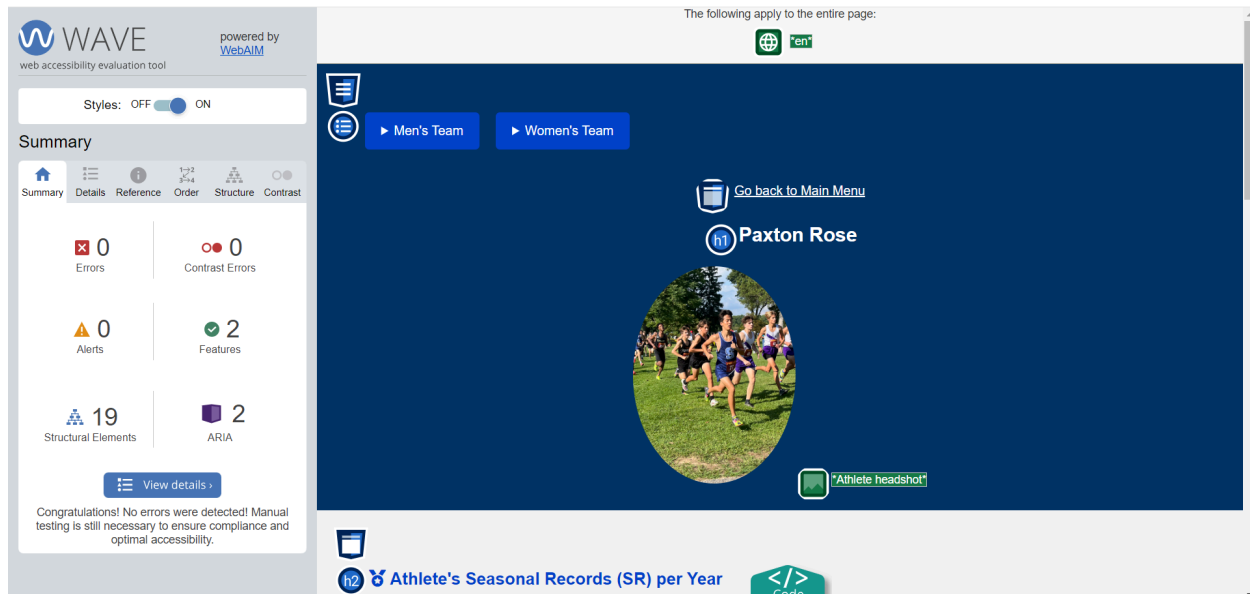 WAVE
powered by
WebAIM
web accessibility evaluation tool
Styles: OFF ON
Summary
Summary Details Reference Order Structure Contrast
0
Errors
0
Contrast Errors
0
Alerts
2
Features
19
Structural Elements
2
ARIA
View details ›
Congratulations! No errors were detected! Manual
testing is still necessary to ensure compliance and
optimal accessibility.
The following apply to the entire page:
*en*
▶ Men's Team
▶ Women's Team
Go back to Main Menu
h1 Paxton Rose
*Athlete headshot*
h2 Athlete's Seasonal Records (SR) per Year
</>
Code